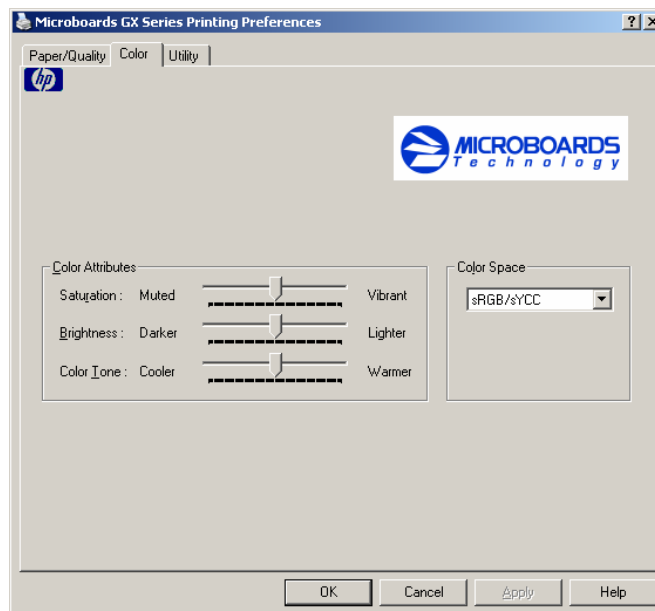 Microboards GX Series Printing Preferences
Paper/Quality Color Utility
hp
MICROBOARDS
Technology
Color Attributes
Saturation : Muted Vibrant
Brightness : Darker Lighter
Color Tone : Cooler Warmer
Color Space
sRGB/sYCC
OK Cancel Apply Help